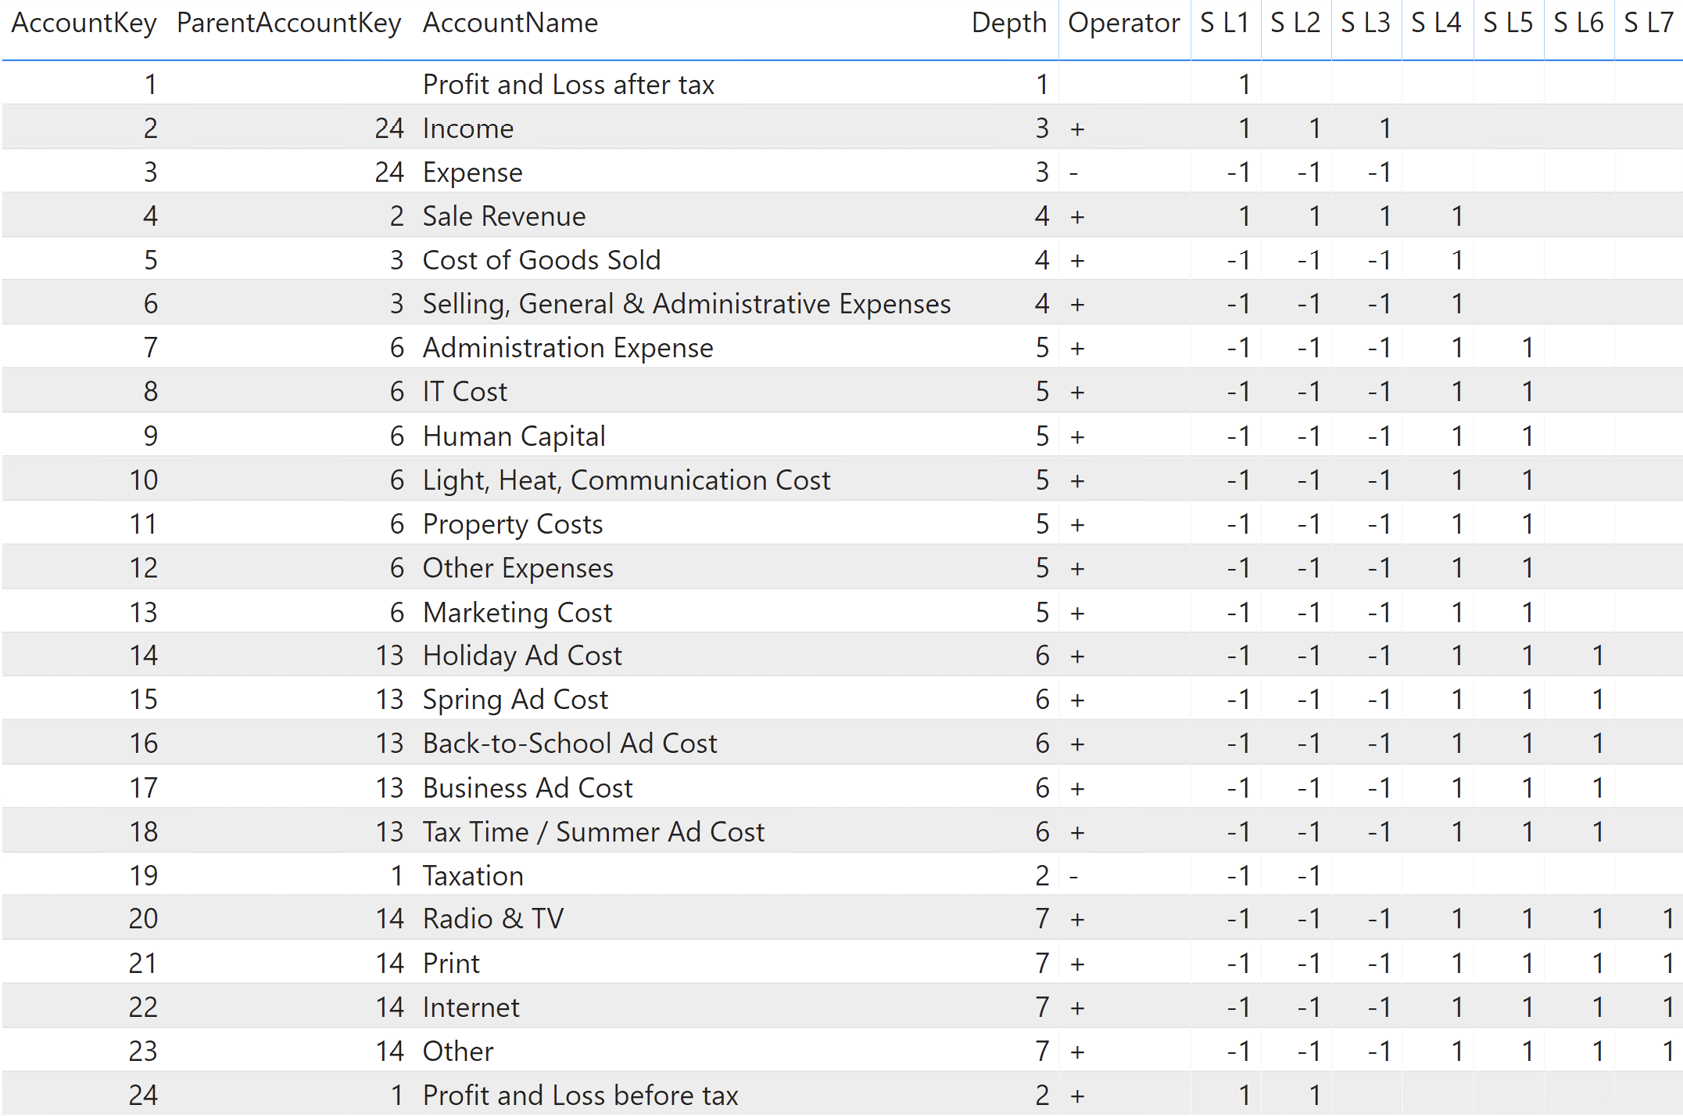 AccountKey ParentAccountKey AccountName Depth Operator S L1 S L2 S L3 S L4 S L5 S L6 S L7
1 Profit and Loss after tax 1 1
2 24 Income 3 + 1 1 1
3 24 Expense 3 - -1 -1 -1
4 2 Sale Revenue 4 + 1 1 1 1
5 3 Cost of Goods Sold 4 + -1 -1 -1 1
6 3 Selling, General & Administrative Expenses 4 + -1 -1 -1 1
7 6 Administration Expense 5 + -1 -1 -1 1 1
8 6 IT Cost 5 + -1 -1 -1 1 1
9 6 Human Capital 5 + -1 -1 -1 1 1
10 6 Light, Heat, Communication Cost 5 + -1 -1 -1 1 1
11 6 Property Costs 5 + -1 -1 -1 1 1
12 6 Other Expenses 5 + -1 -1 -1 1 1
13 6 Marketing Cost 5 + -1 -1 -1 1 1
14 13 Holiday Ad Cost 6 + -1 -1 -1 1 1 1
15 13 Spring Ad Cost 6 + -1 -1 -1 1 1 1
16 13 Back-to-School Ad Cost 6 + -1 -1 -1 1 1 1
17 13 Business Ad Cost 6 + -1 -1 -1 1 1 1
18 13 Tax Time / Summer Ad Cost 6 + -1 -1 -1 1 1 1
19 1 Taxation 2 - -1 -1
20 14 Radio & TV 7 + -1 -1 -1 1 1 1 1
21 14 Print 7 + -1 -1 -1 1 1 1 1
22 14 Internet 7 + -1 -1 -1 1 1 1 1
23 14 Other 7 + -1 -1 -1 1 1 1 1
24 1 Profit and Loss before tax 2 + 1 1